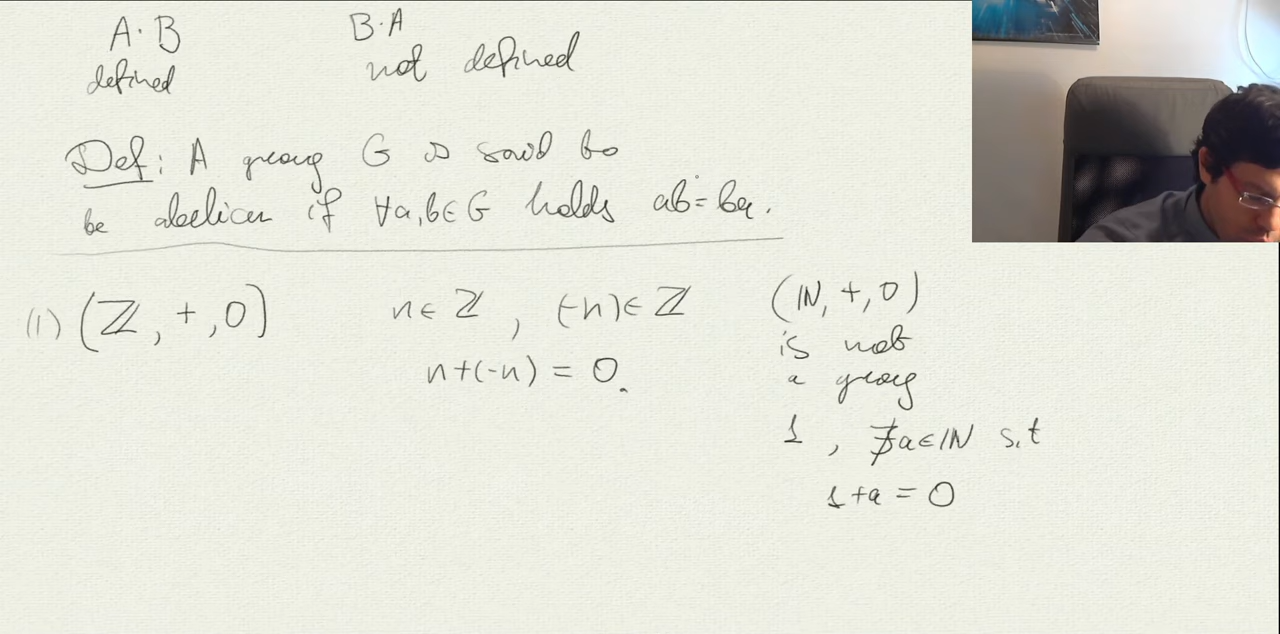 A·B B·A
defined not defined
Def: A group G is said to
be abelian if ∀a,b∈G holds ab=ba.
(1) (ℤ, +, 0) n∈ℤ, (-n)∈ℤ (ℕ, +, 0)
is not
n+(-n) = 0.
a group
1, ∄a∈ℕ s.t
1+a = 0